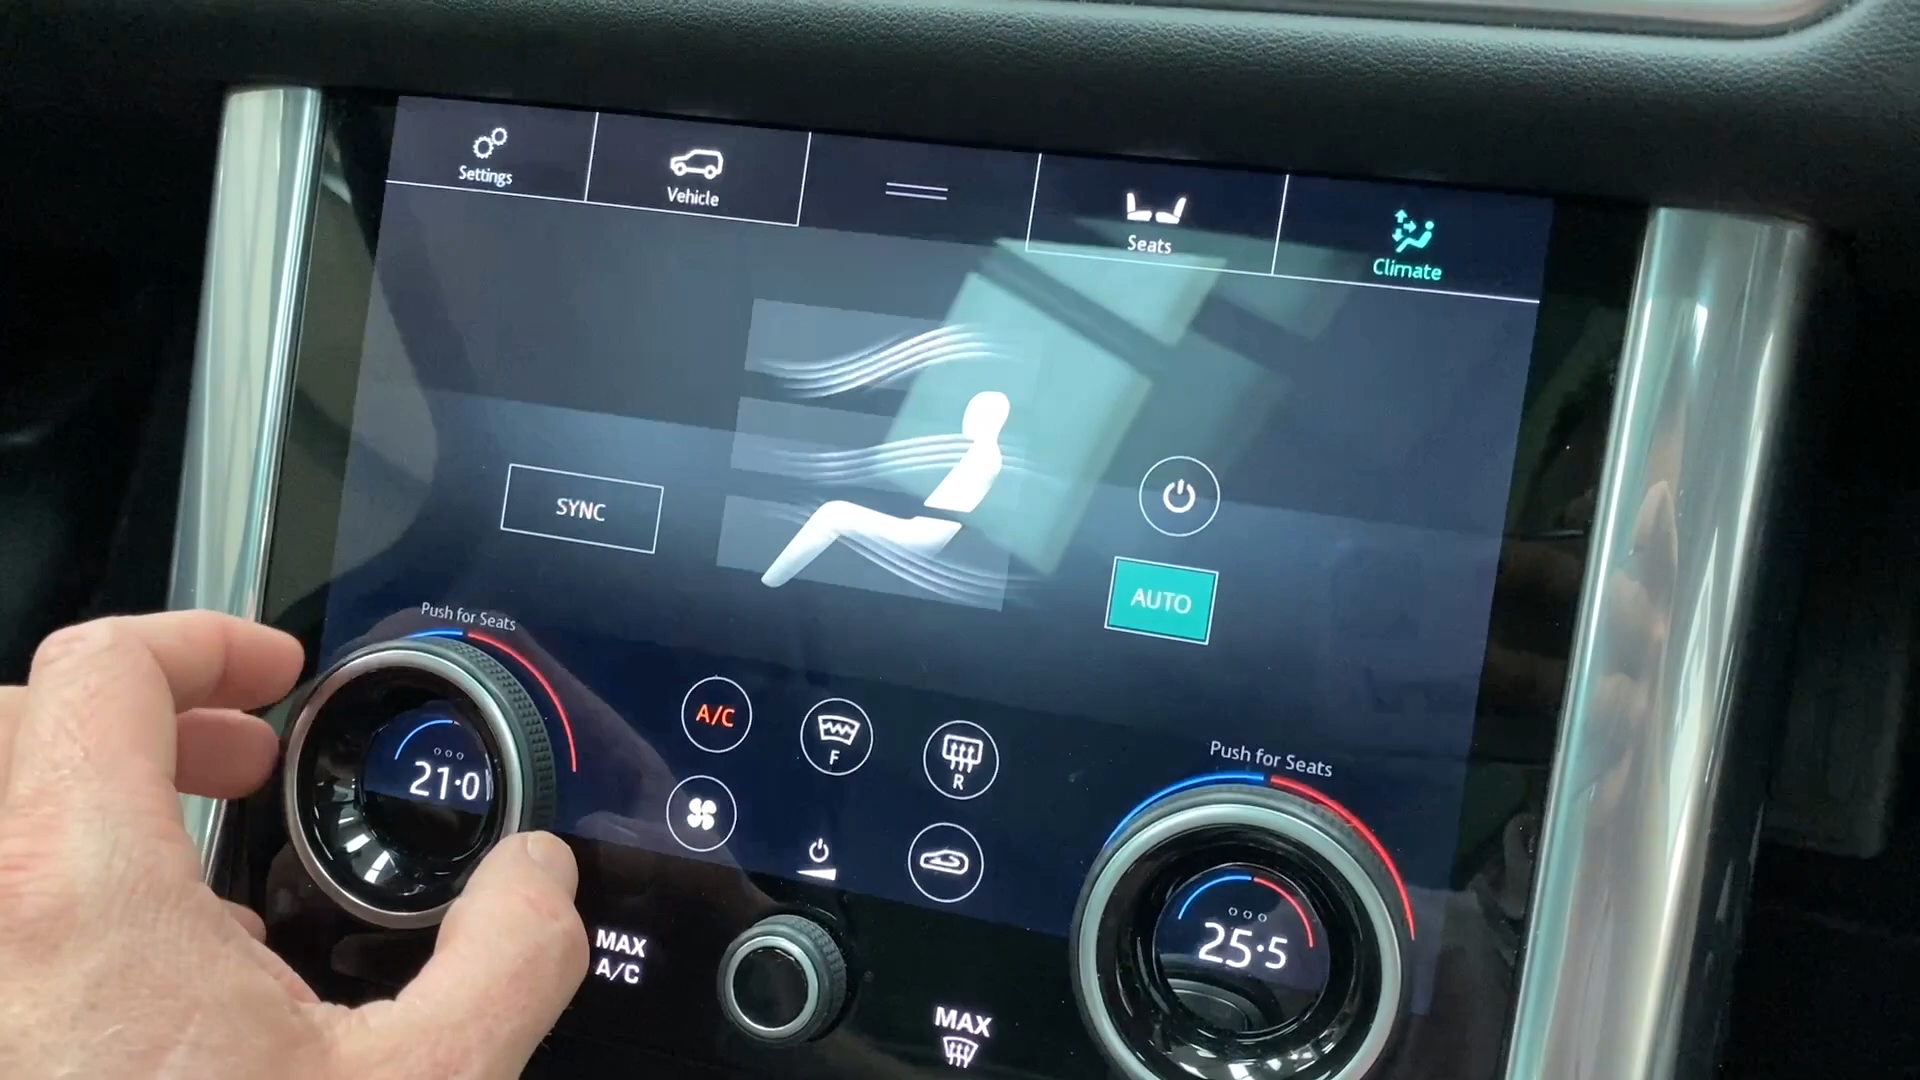 Settings
Vehicle
Seats
Climate
SYNC
AUTO
Push for Seats
A/C
F
R
21·0
Push for Seats
25·5
MAX
A/C
MAX